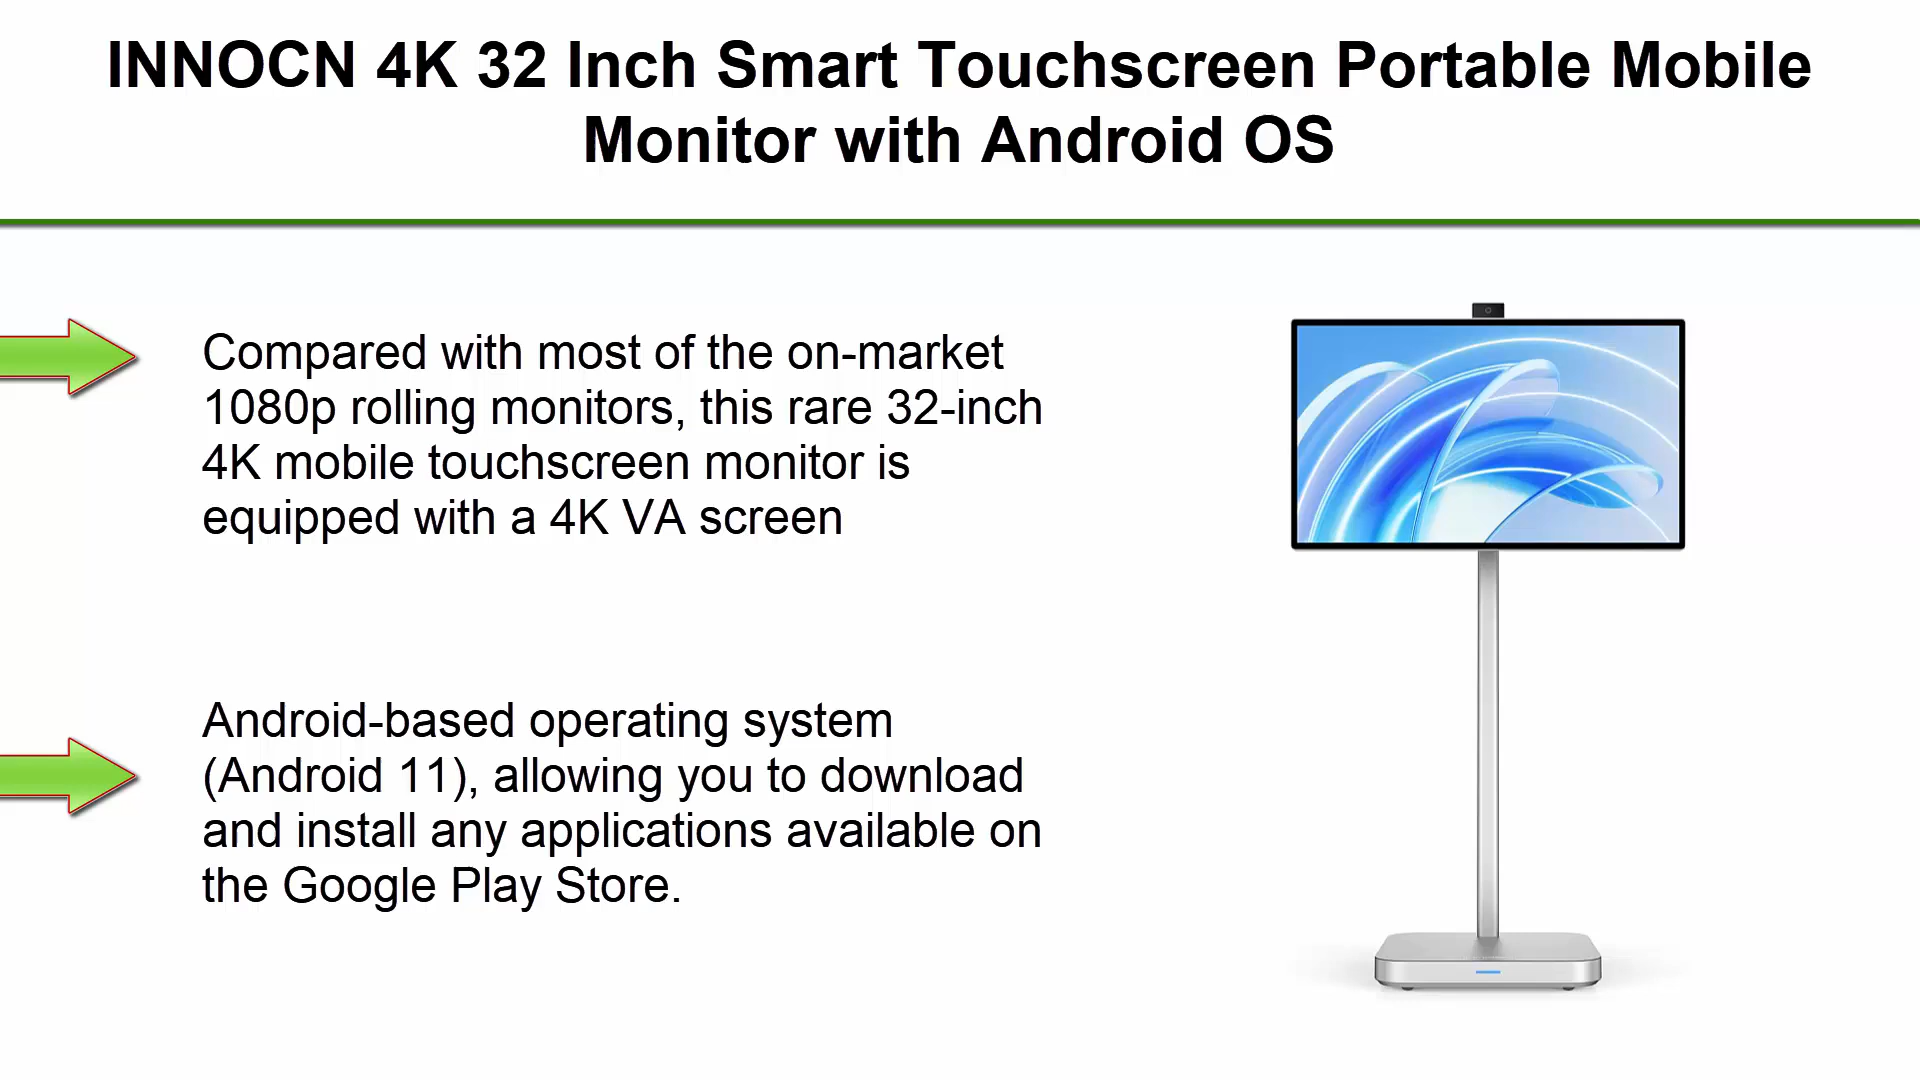 INNOCN 4K 32 Inch Smart Touchscreen Portable Mobile
Monitor with Android OS
Compared with most of the on-market
1080p rolling monitors, this rare 32-inch
4K mobile touchscreen monitor is
equipped with a 4K VA screen
Android-based operating system
(Android 11), allowing you to download
and install any applications available on
the Google Play Store.